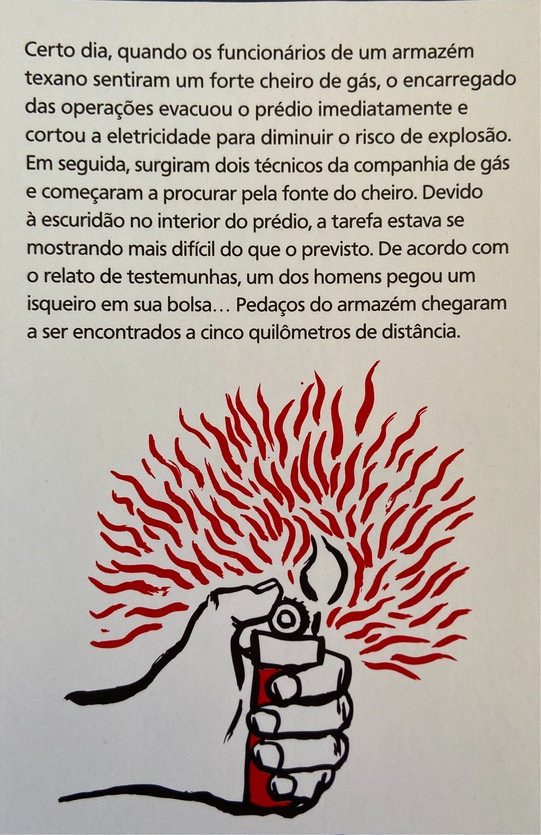 Certo dia, quando os funcionários de um armazém
texano sentiram um forte cheiro de gás, o encarregado
das operações evacuou o prédio imediatamente e
cortou a eletricidade para diminuir o risco de explosão.
Em seguida, surgiram dois técnicos da companhia de gás
e começaram a procurar pela fonte do cheiro. Devido
à escuridão no interior do prédio, a tarefa estava se
mostrando mais difícil do que o previsto. De acordo com
o relato de testemunhas, um dos homens pegou um
isqueiro em sua bolsa... Pedaços do armazém chegaram
a ser encontrados a cinco quilômetros de distância.